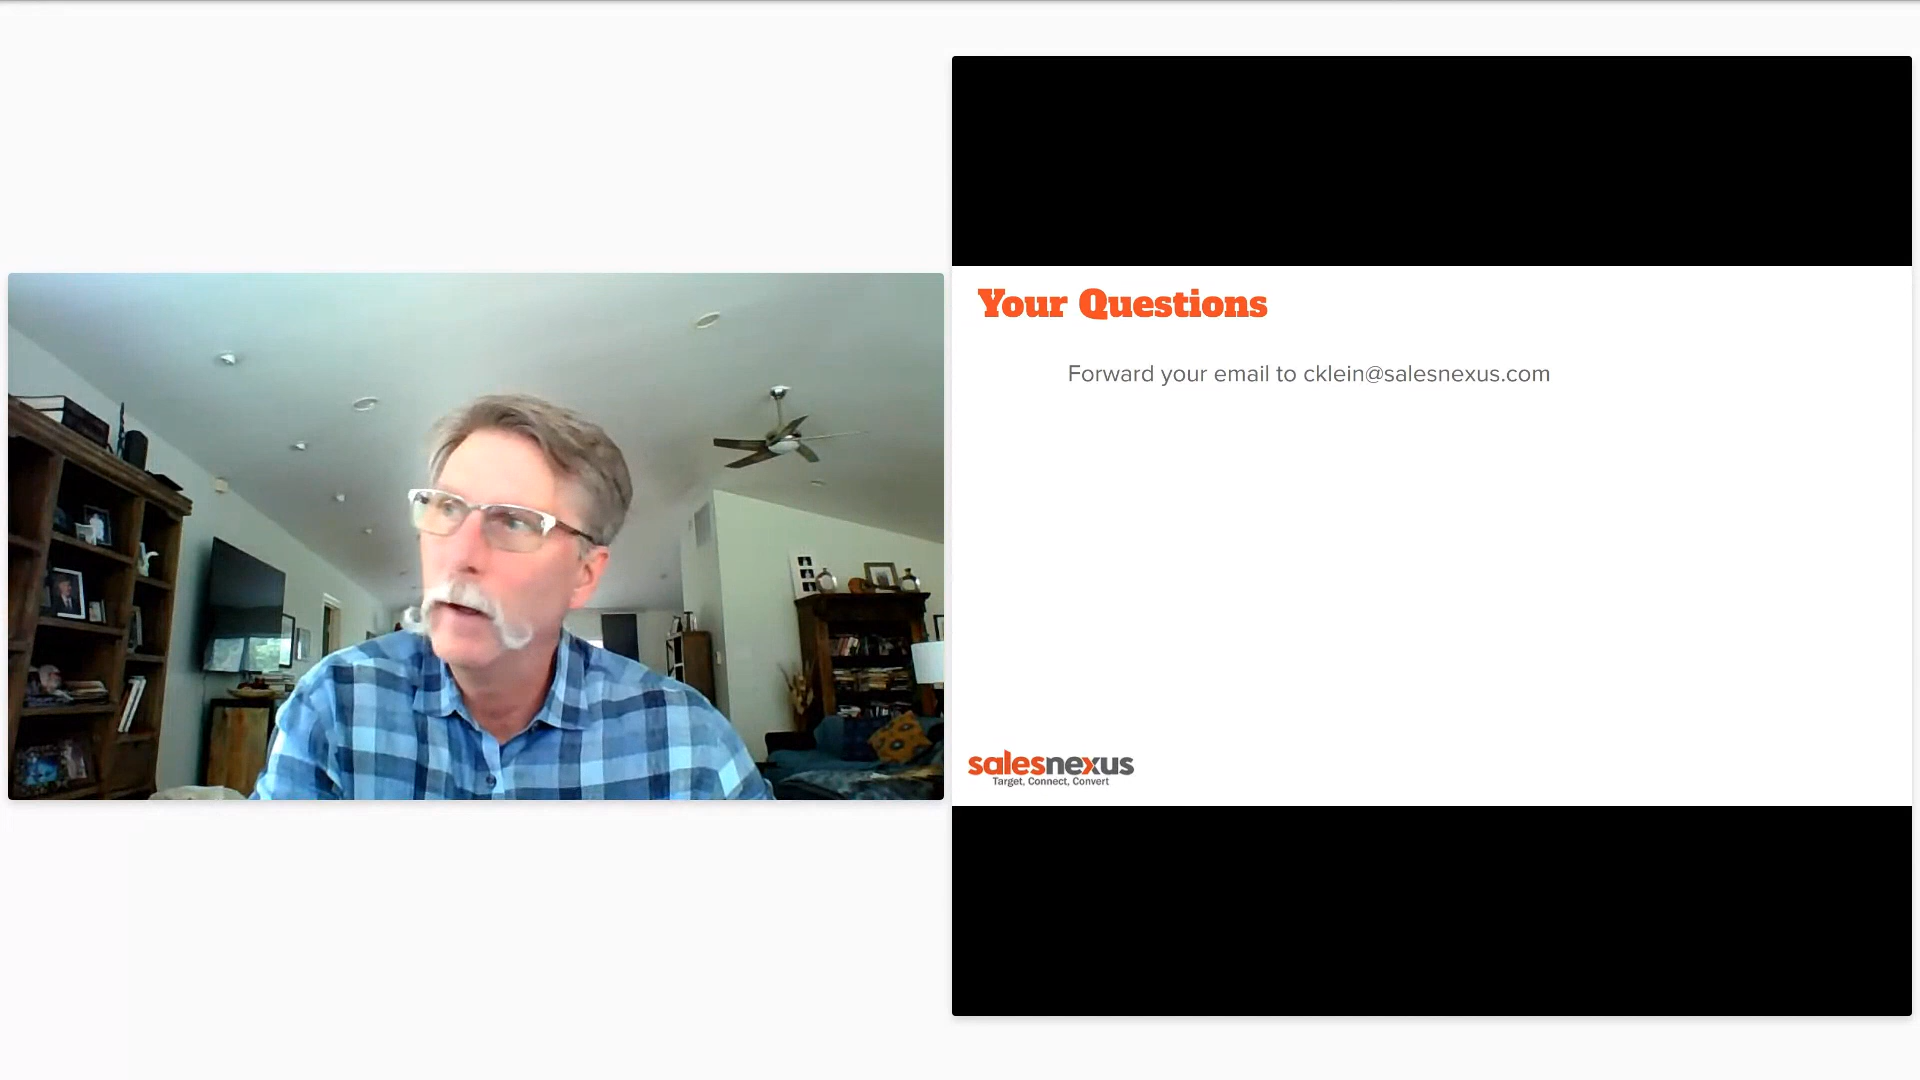 Your Questions
Forward your email to cklein@salesnexus.com
salesnexus
Target, Connect, Convert